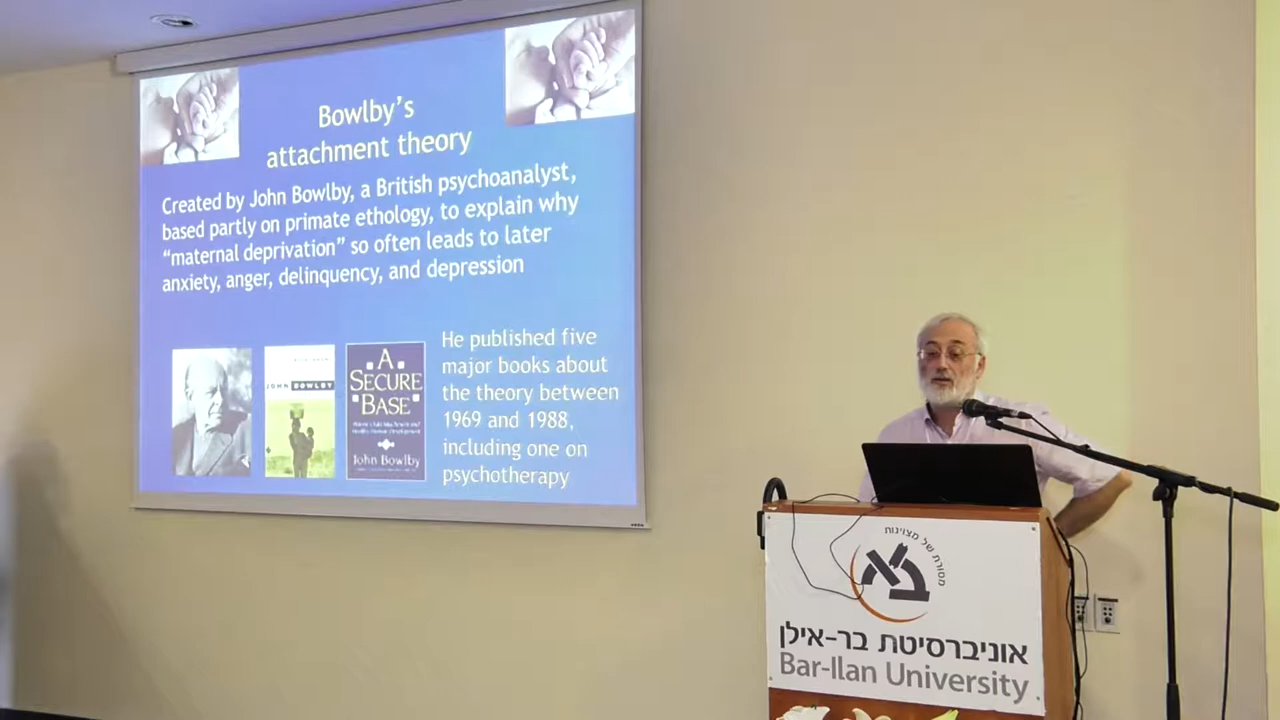 Bowlby's
attachment theory
Created by John Bowlby, a British psychoanalyst,
based partly on primate ethology, to explain why
“maternal deprivation” so often leads to later
anxiety, anger, delinquency, and depression
He published five
major books about
the theory between
1969 and 1988,
including one on
psychotherapy
JOHN BOWLBY
A
SECURE
BASE
John Bowlby
מסורת של מצוינות
אוניברסיטת בר-אילן
Bar-Ilan University